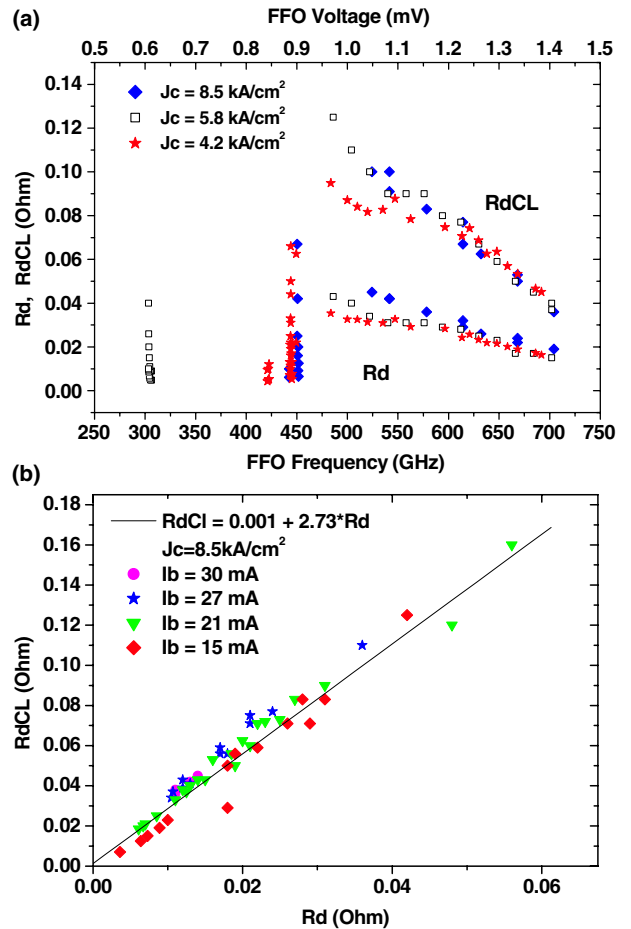 (a)
FFO Voltage (mV)
0.5 0.6 0.7 0.8 0.9 1.0 1.1 1.2 1.3 1.4 1.5
Jc = 8.5 kA/cm²
Jc = 5.8 kA/cm²
Jc = 4.2 kA/cm²
RdCL
Rd
Rd, RdCL (Ohm)
0.14
0.12
0.10
0.08
0.06
0.04
0.02
0.00
250 300 350 400 450 500 550 600 650 700 750
FFO Frequency (GHz)
(b)
RdCl = 0.001 + 2.73*Rd
Jc=8.5kA/cm²
Ib = 30 mA
Ib = 27 mA
Ib = 21 mA
Ib = 15 mA
RdCL (Ohm)
0.18
0.16
0.14
0.12
0.10
0.08
0.06
0.04
0.02
0.00
0.00 0.02 0.04 0.06
Rd (Ohm)